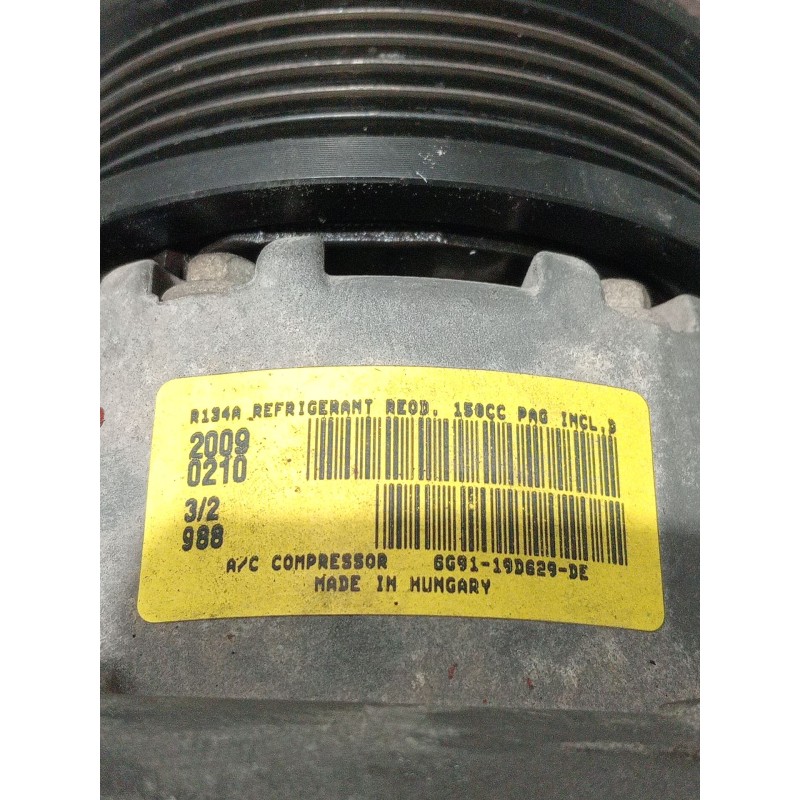 R134A REFRIGERANT REQD. 150CC PAG INCL.D
2009
0210
3/2
988
A/C COMPRESSOR 6G91-19D629-DE
MADE IN HUNGARY